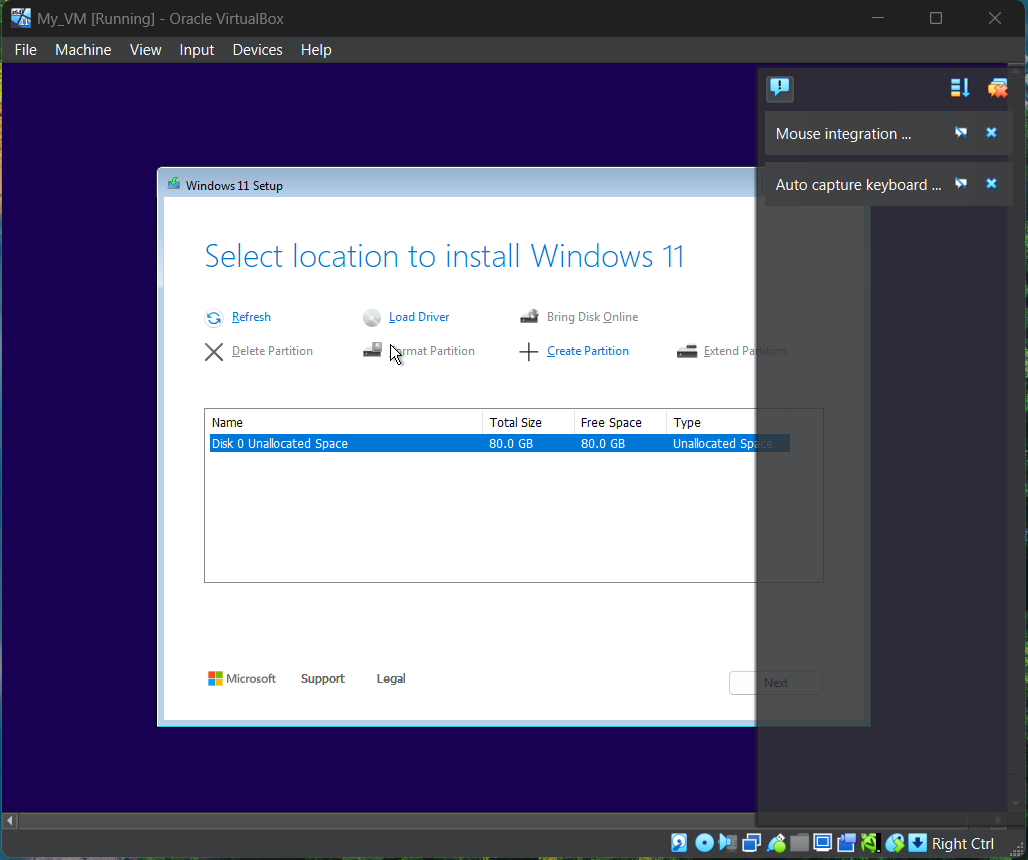 My_VM [Running] - Oracle VirtualBox
File Machine View Input Devices Help
Mouse integration ...
Auto capture keyboard ...
Windows 11 Setup
Select location to install Windows 11
Refresh Load Driver Bring Disk Online
Delete Partition Format Partition Create Partition Extend Partition
Name Total Size Free Space Type
Disk 0 Unallocated Space 80.0 GB 80.0 GB Unallocated Space
Microsoft Support Legal
Next
Right Ctrl